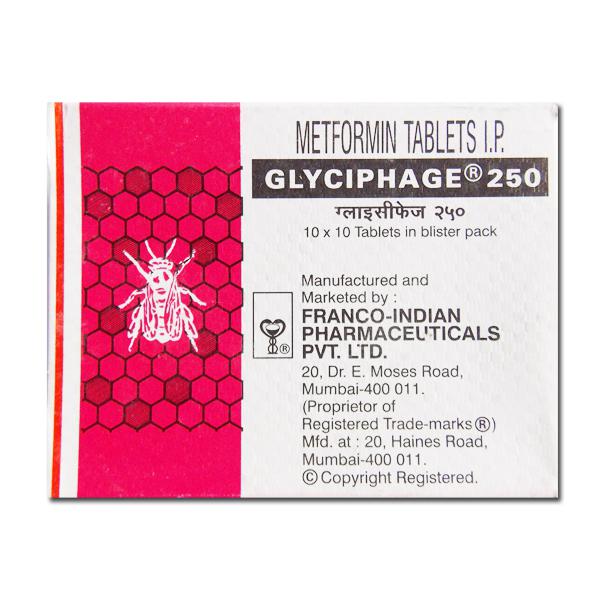 METFORMIN TABLETS I.P.
GLYCIPHAGE® 250
ग्लाइसीफेज २५०
10 x 10 Tablets in blister pack
Manufactured and
Marketed by :
FRANCO-INDIAN
PHARMACEUTICALS
PVT. LTD.
®
20, Dr. E. Moses Road,
Mumbai-400 011.
(Proprietor of
Registered Trade-marks ®)
Mfd. at : 20, Haines Road,
Mumbai-400 011.
© Copyright Registered.